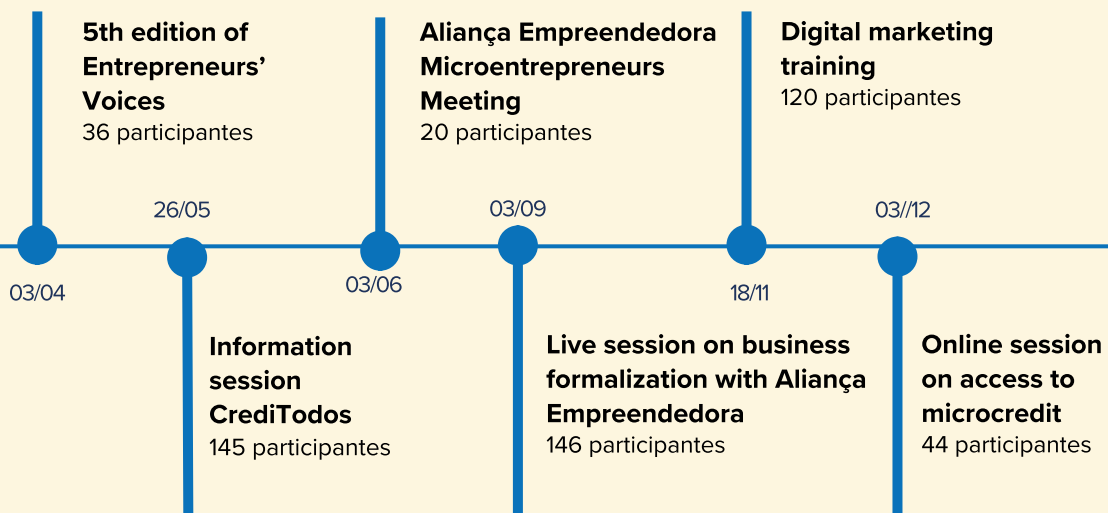 5th edition of
Entrepreneurs’
Voices
36 participantes
03/04
26/05
Information
session
CrediTodos
145 participantes
Aliança Empreendedora
Microentrepreneurs
Meeting
20 participantes
03/06
03/09
Live session on business
formalization with Aliança
Empreendedora
146 participantes
Digital marketing
training
120 participantes
18/11
03//12
Online session
on access to
microcredit
44 participantes